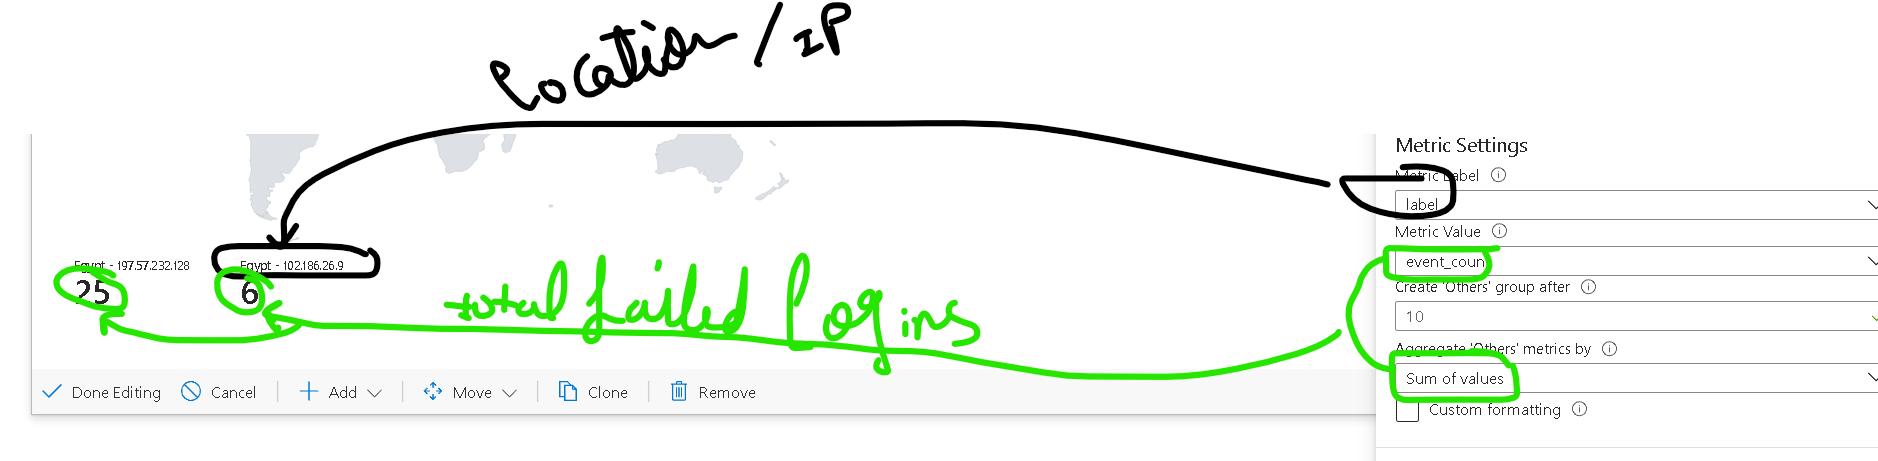 location / IP
Metric Settings
Metric Label
label
Metric Value
event_coun
Egypt - 197.57.232.128
Egypt - 102.186.26.9
25
6
total failed logins
Create 'Others' group after
10
Aggregate 'Others' metrics by
Sum of values
Done Editing Cancel Add Move Clone Remove
Custom formatting